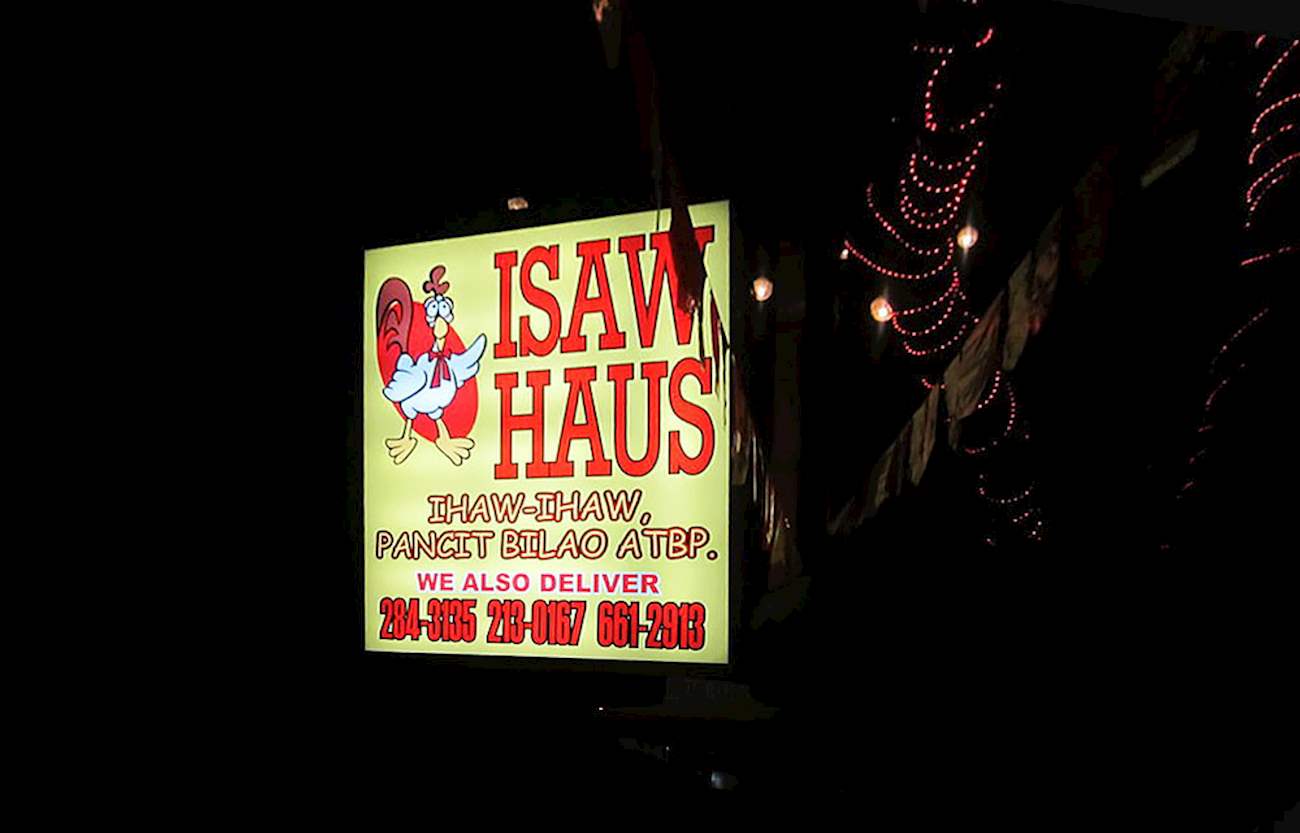 ISAW
HAUS
IHAW-IHAW,
PANCIT BILAO ATBP.
WE ALSO DELIVER
284-3135 213-0167 661-2913